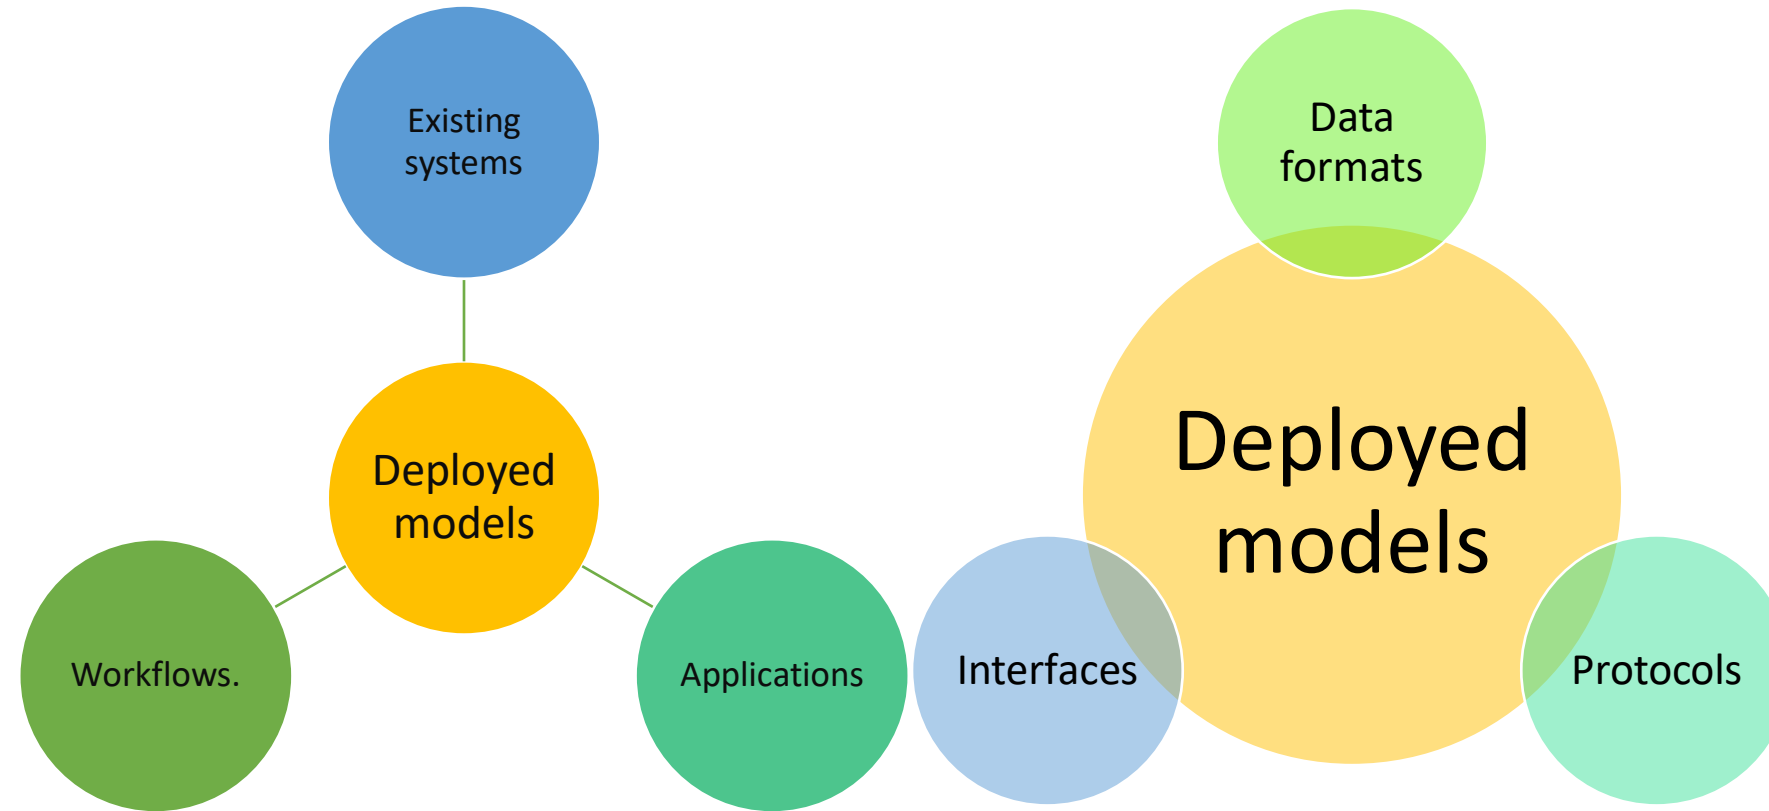 Existing
systems
Deployed
models
Workflows.
Applications
Data
formats
Deployed
models
Interfaces
Protocols